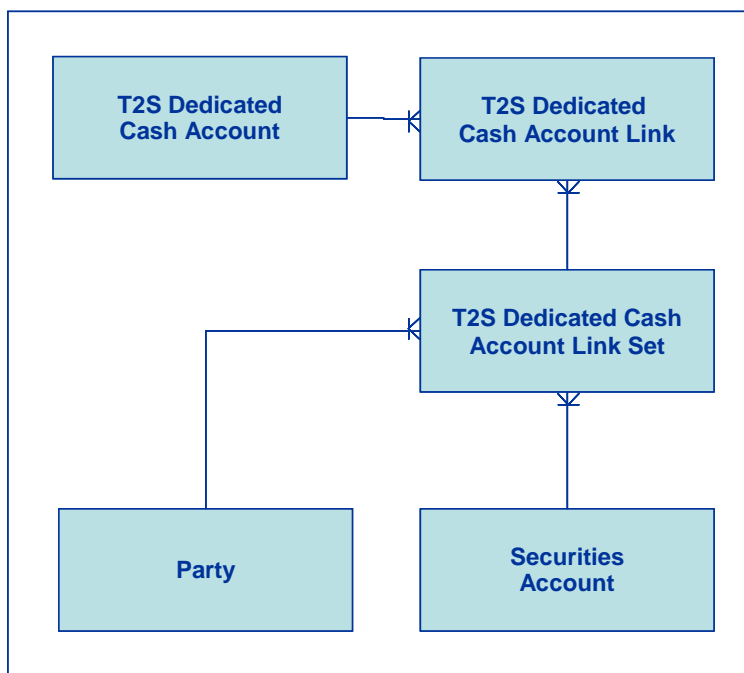 T2S Dedicated
Cash Account
T2S Dedicated
Cash Account Link
T2S Dedicated Cash
Account Link Set
Party
Securities
Account